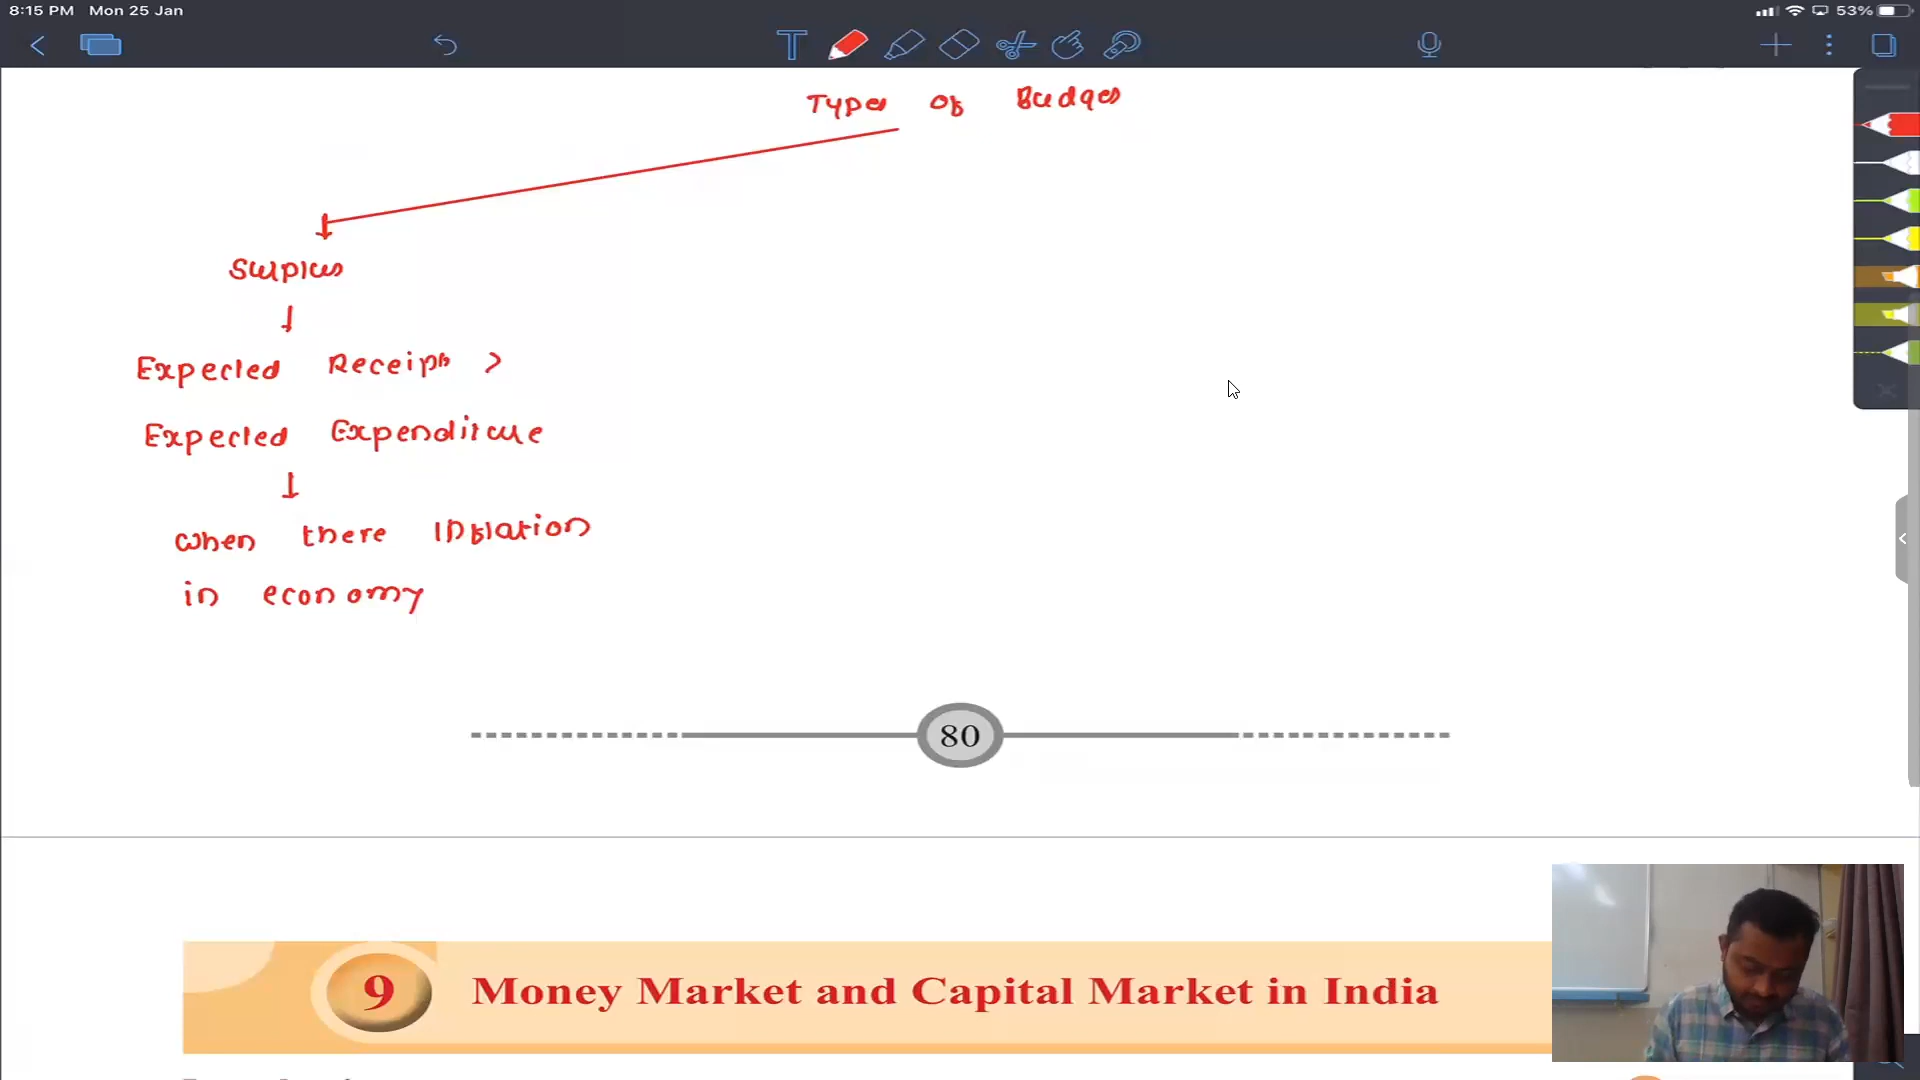 8:15 PM Mon 25 Jan
53%
Types of Budges
Surplus
Expected Receipts >
Expected Expenditure
When there Inflation
in economy
80
9 Money Market and Capital Market in India